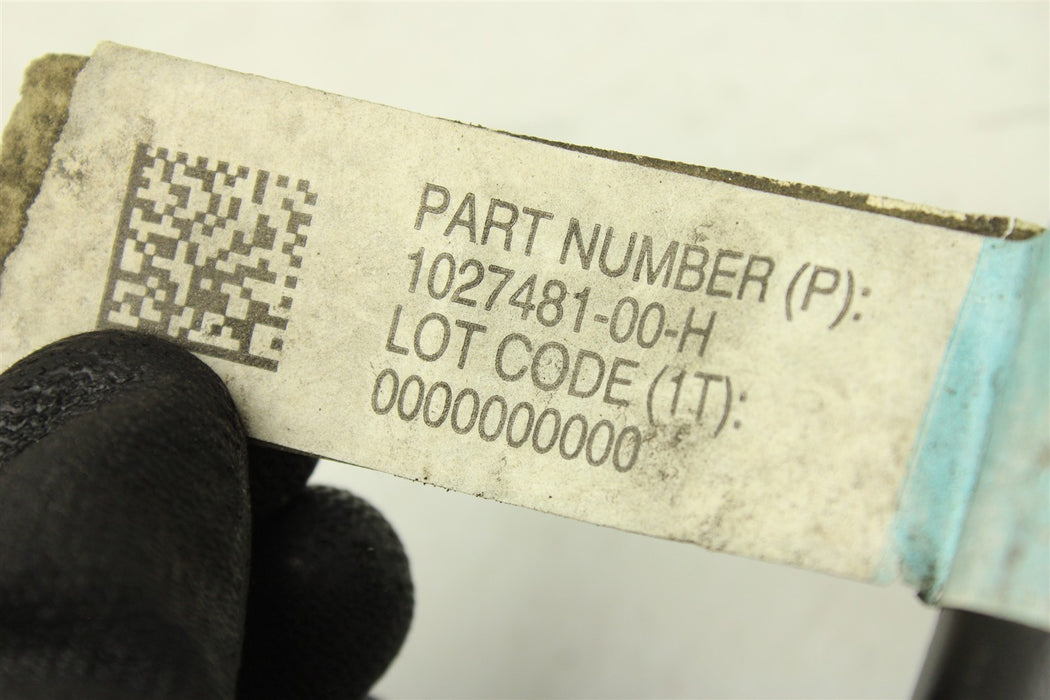 PART NUMBER (P):
1027481-00-H
LOT CODE (1T):
0000000000